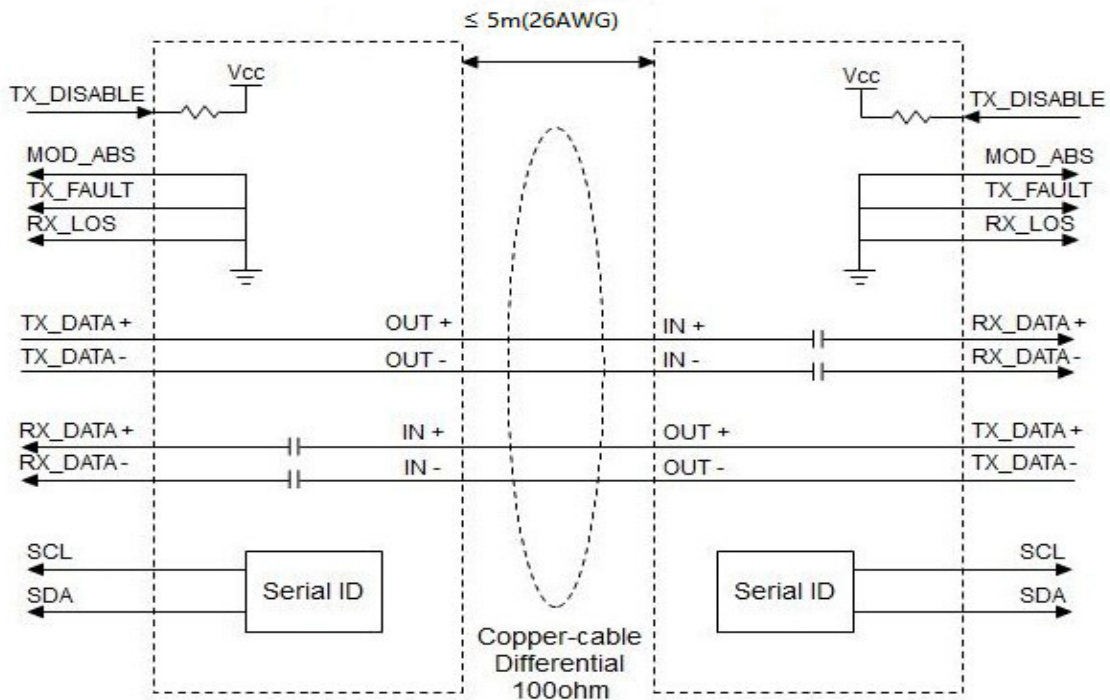 ≤ 5m(26AWG)
Vcc
Vcc
TX_DISABLE
TX_DISABLE
MOD_ABS
MOD_ABS
TX_FAULT
TX_FAULT
RX_LOS
RX_LOS
TX_DATA+ OUT + IN + RX_DATA+
TX_DATA- OUT - IN - RX_DATA-
RX_DATA+ IN + OUT + TX_DATA+
RX_DATA- IN - OUT - TX_DATA-
SCL
SCL
Serial ID
Serial ID
SDA
SDA
Copper-cable
Differential
100ohm